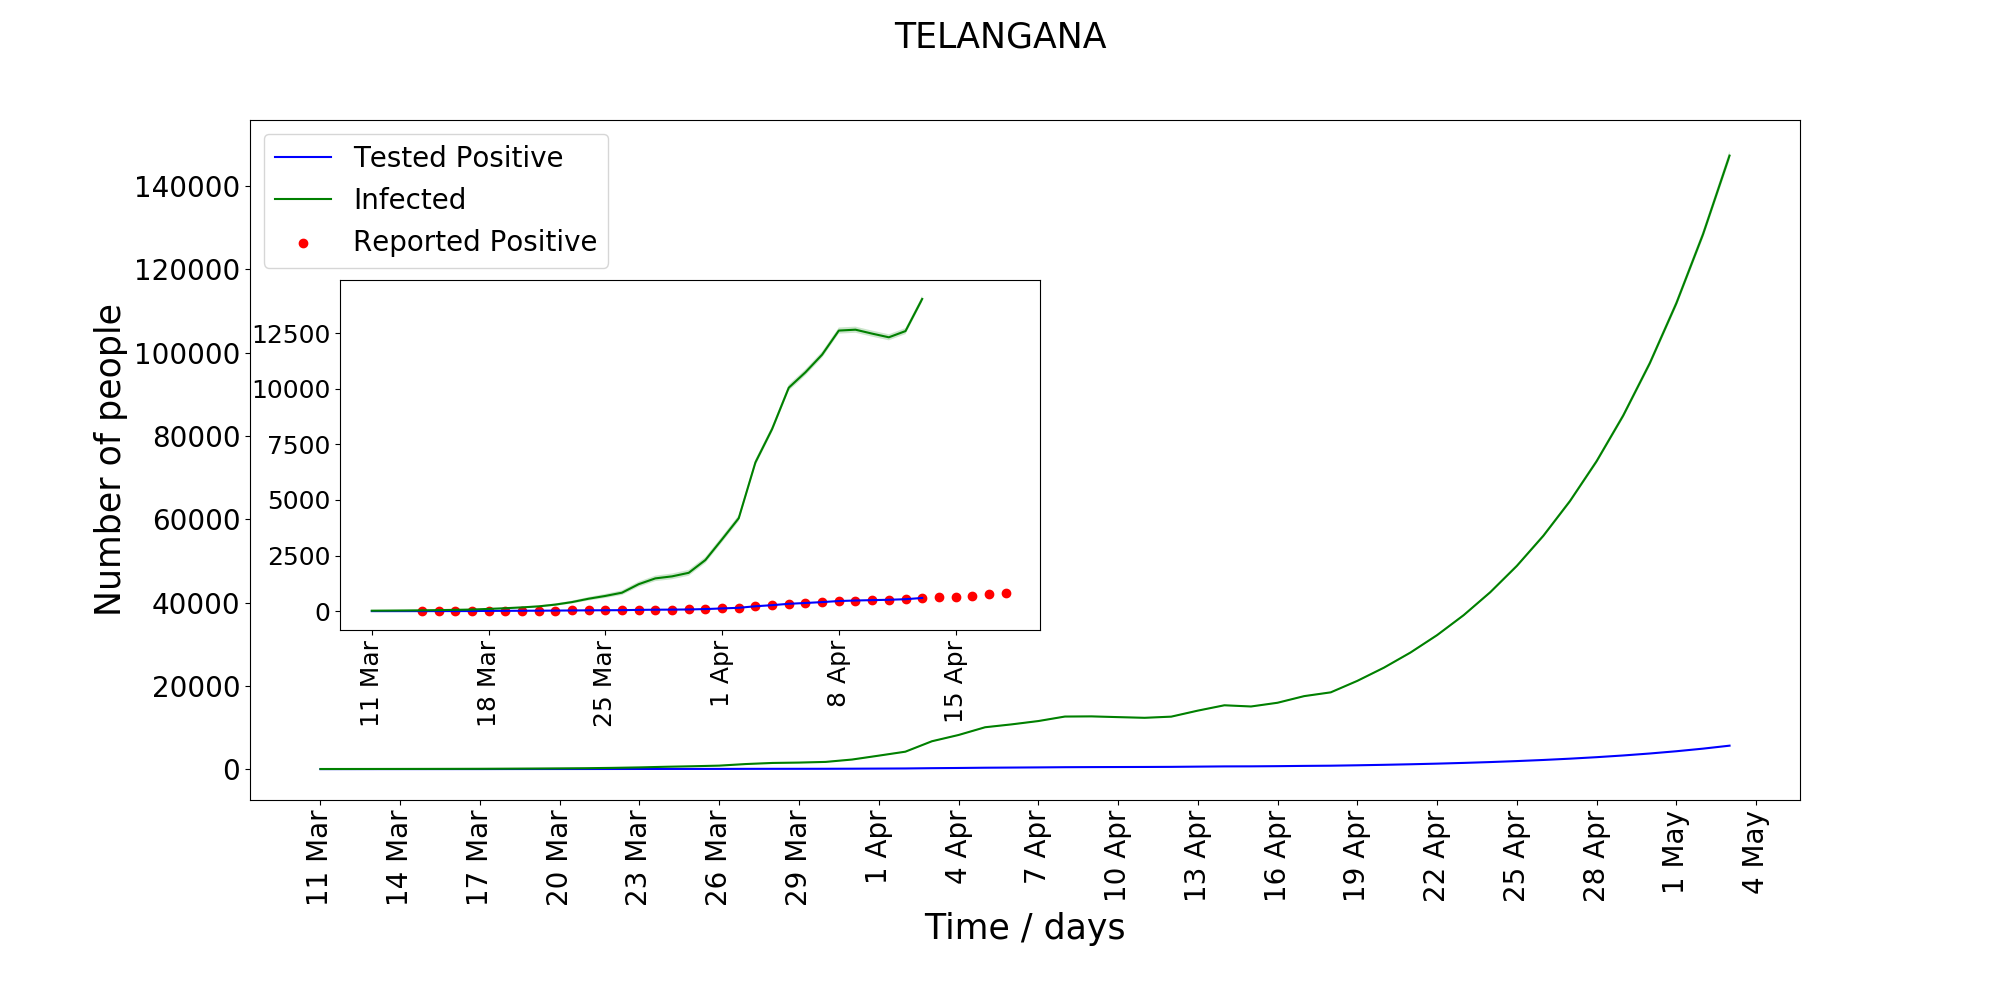 TELANGANA
Tested Positive
Infected
Reported Positive
Number of people
140000
120000
100000
80000
60000
40000
20000
0
12500
10000
7500
5000
2500
0
11 Mar
18 Mar
25 Mar
1 Apr
8 Apr
15 Apr
11 Mar
14 Mar
17 Mar
20 Mar
23 Mar
26 Mar
29 Mar
1 Apr
4 Apr
7 Apr
10 Apr
13 Apr
16 Apr
19 Apr
22 Apr
25 Apr
28 Apr
1 May
4 May
Time / days